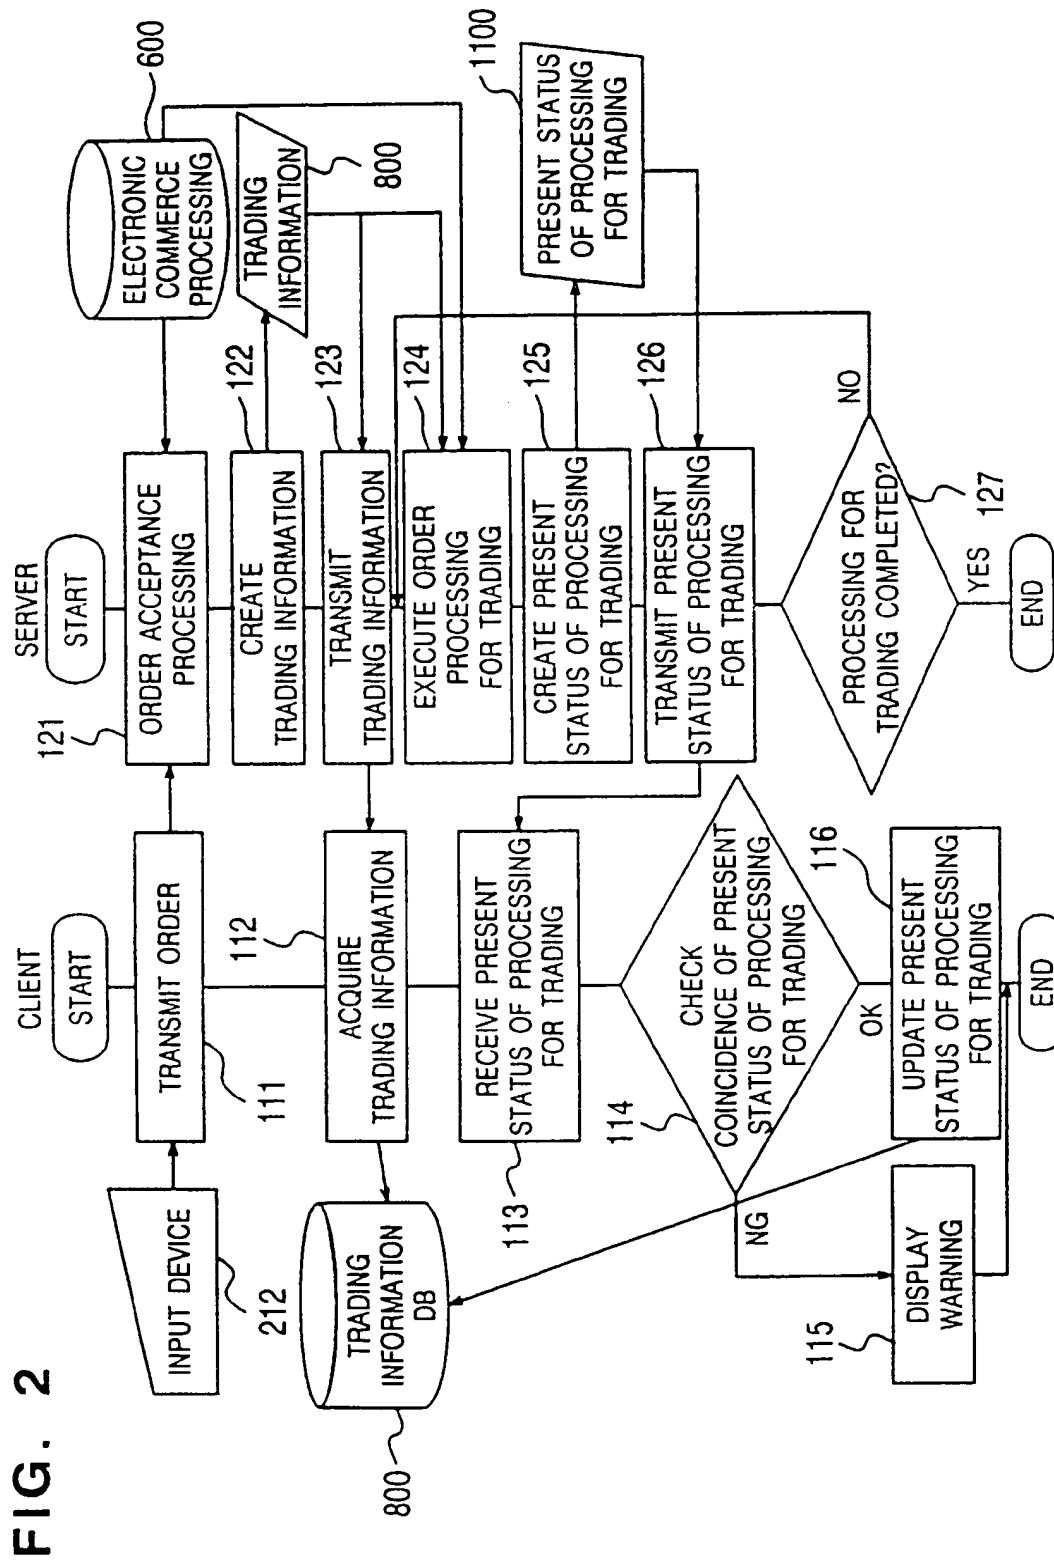 FIG. 2
CLIENT
START
INPUT DEVICE
212
TRANSMIT ORDER
111
112
ACQUIRE
TRADING INFORMATION
TRADING
INFORMATION
DB
800
RECEIVE PRESENT
STATUS OF PROCESSING
FOR TRADING
113
CHECK
COINCIDENCE OF PRESENT
STATUS OF PROCESSING
FOR TRADING
114
NG
OK
DISPLAY
WARNING
115
UPDATE PRESENT
STATUS OF PROCESSING
FOR TRADING
116
END
SERVER
START
121
ORDER ACCEPTANCE
PROCESSING
ELECTRONIC
COMMERCE
PROCESSING
600
CREATE
TRADING INFORMATION
122
TRADING
INFORMATION
800
TRANSMIT
TRADING INFORMATION
123
EXECUTE ORDER
PROCESSING
FOR TRADING
124
CREATE PRESENT
STATUS OF PROCESSING
FOR TRADING
125
PRESENT STATUS
OF PROCESSING
FOR TRADING
1100
TRANSMIT PRESENT
STATUS OF PROCESSING
FOR TRADING
126
PROCESSING FOR
TRADING COMPLETED?
127
NO
YES
END